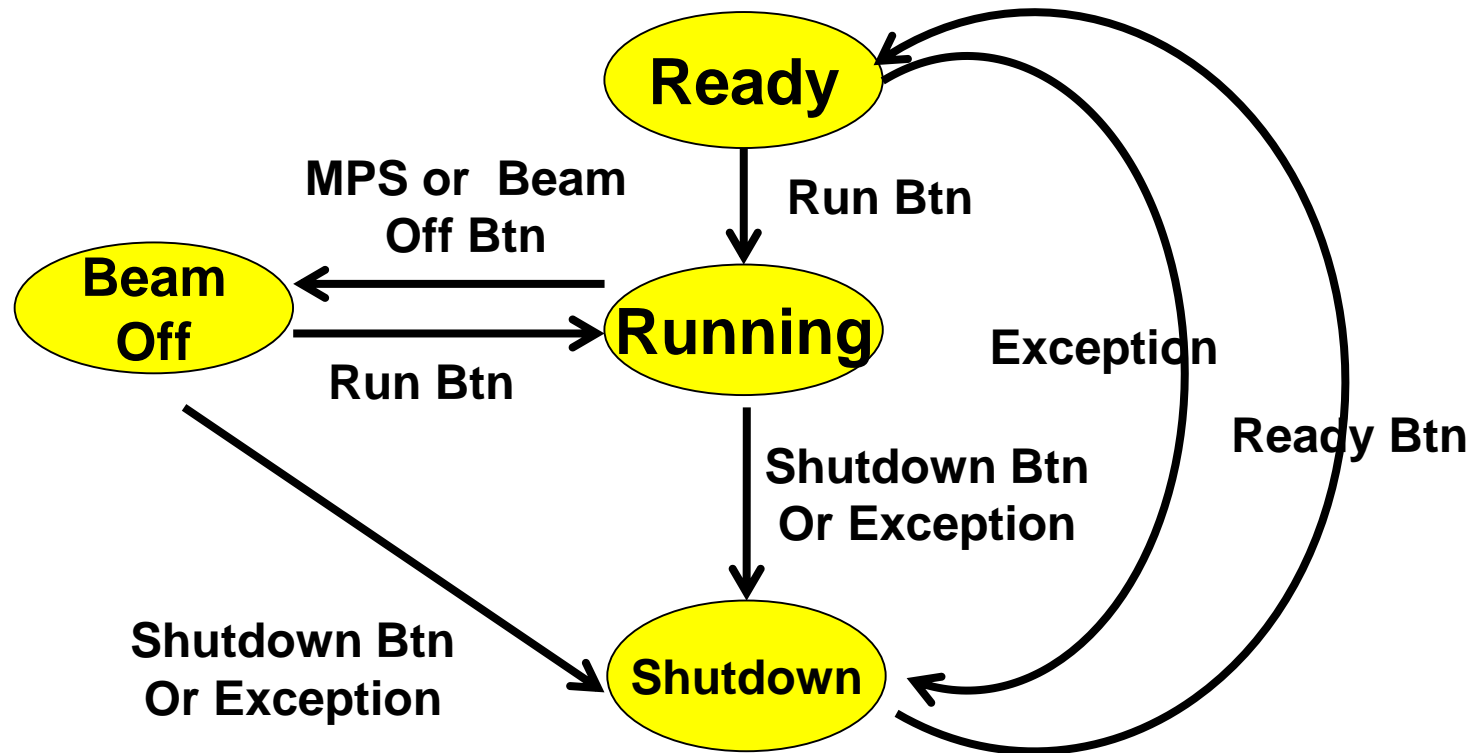 Ready
MPS or Beam
Off Btn
Run Btn
Beam
Off
Running
Run Btn
Exception
Ready Btn
Shutdown Btn
Or Exception
Shutdown Btn
Or Exception
Shutdown